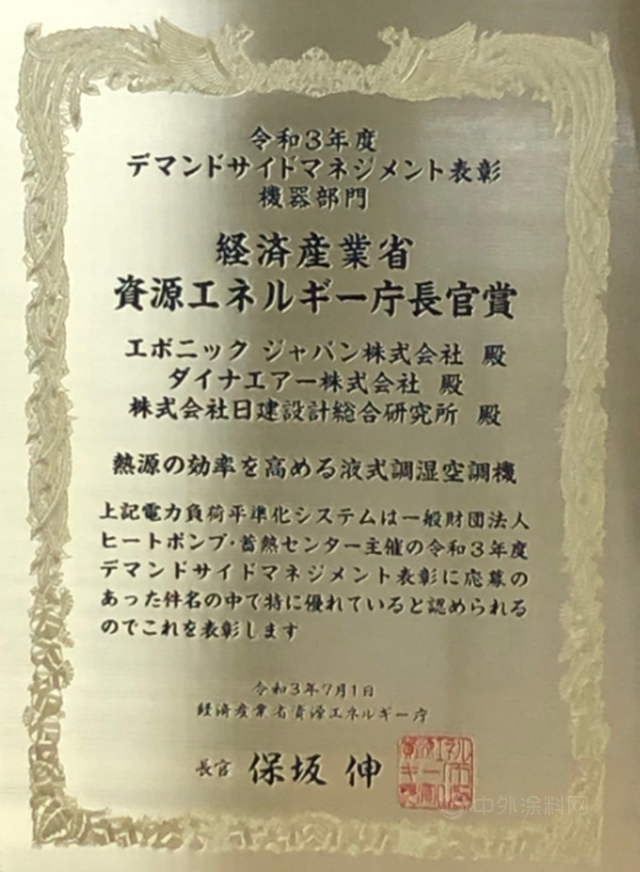 令和3年度
デマンドサイドマネジメント表彰
機器部門
経済産業省
資源エネルギー庁長官賞
エボニック ジャパン株式会社 殿
ダイナエアー株式会社 殿
株式会社日建設計総合研究所 殿
熱源の効率を高める液式調湿空調機
上記電力負荷平準化システムは一般財団法人
ヒートポンプ・蓄熱センター主催の令和3年度
デマンドサイドマネジメント表彰に応募の
あった件名の中で特に優れていると認められる
のでこれを表彰します
令和3年7月1日
経済産業省資源エネルギー庁
長官 保坂 伸
中外涂料网